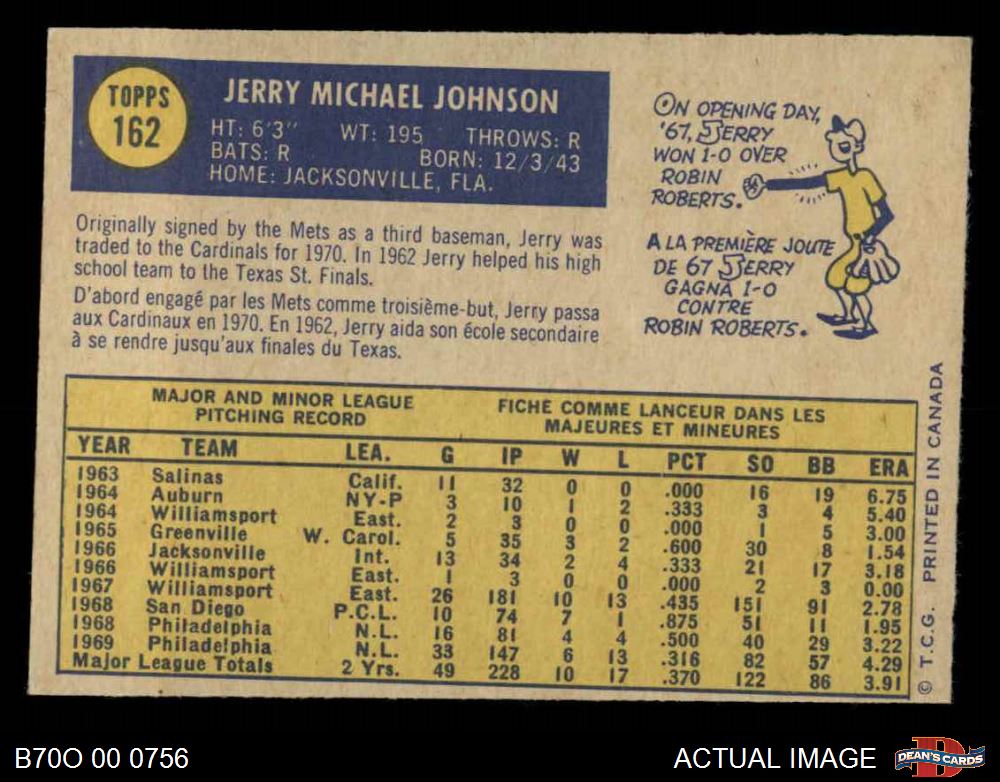 TOPPS
162
JERRY MICHAEL JOHNSON
HT: 6'3" WT: 195 THROWS: R
BATS: R BORN: 12/3/43
HOME: JACKSONVILLE, FLA.
Originally signed by the Mets as a third baseman, Jerry was
traded to the Cardinals for 1970. In 1962 Jerry helped his high
school team to the Texas St. Finals.
D'abord engagé par les Mets comme troisième-but, Jerry passa
aux Cardinaux en 1970. En 1962, Jerry aida son école secondaire
à se rendre jusqu'aux finales du Texas.
ON OPENING DAY,
'67, JERRY
WON 1-0 OVER
ROBIN
ROBERTS.
A LA PREMIÈRE JOUTE
DE 67 JERRY
GAGNA 1-0
CONTRE
ROBIN ROBERTS.
MAJOR AND MINOR LEAGUE
PITCHING RECORD
FICHE COMME LANCEUR DANS LES
MAJEURES ET MINEURES
YEAR TEAM LEA. G IP W L PCT SO BB ERA
1963 Salinas Calif. 11 32 0 0 .000 16 19 6.75
1964 Auburn NY-P 3 10 1 2 .333 3 4 5.40
1964 Williamsport East. 2 3 0 0 .000 1 5 3.00
1965 Greenville W. Carol. 5 35 3 2 .600 30 8 1.54
1966 Jacksonville Int. 13 34 2 4 .333 21 17 3.18
1966 Williamsport East. 1 3 0 0 .000 2 3 0.00
1967 Williamsport East. 26 181 10 13 .435 151 91 2.78
1968 San Diego P.C.L. 10 74 7 1 .875 51 11 1.95
1968 Philadelphia N.L. 16 81 4 4 .500 40 29 3.22
1969 Philadelphia N.L. 33 147 6 13 .316 82 57 4.29
Major League Totals 2 Yrs. 49 228 10 17 .370 122 86 3.91
© T.C.G. PRINTED IN CANADA
B70O 00 0756
ACTUAL IMAGE
D
DEAN'S CARDS